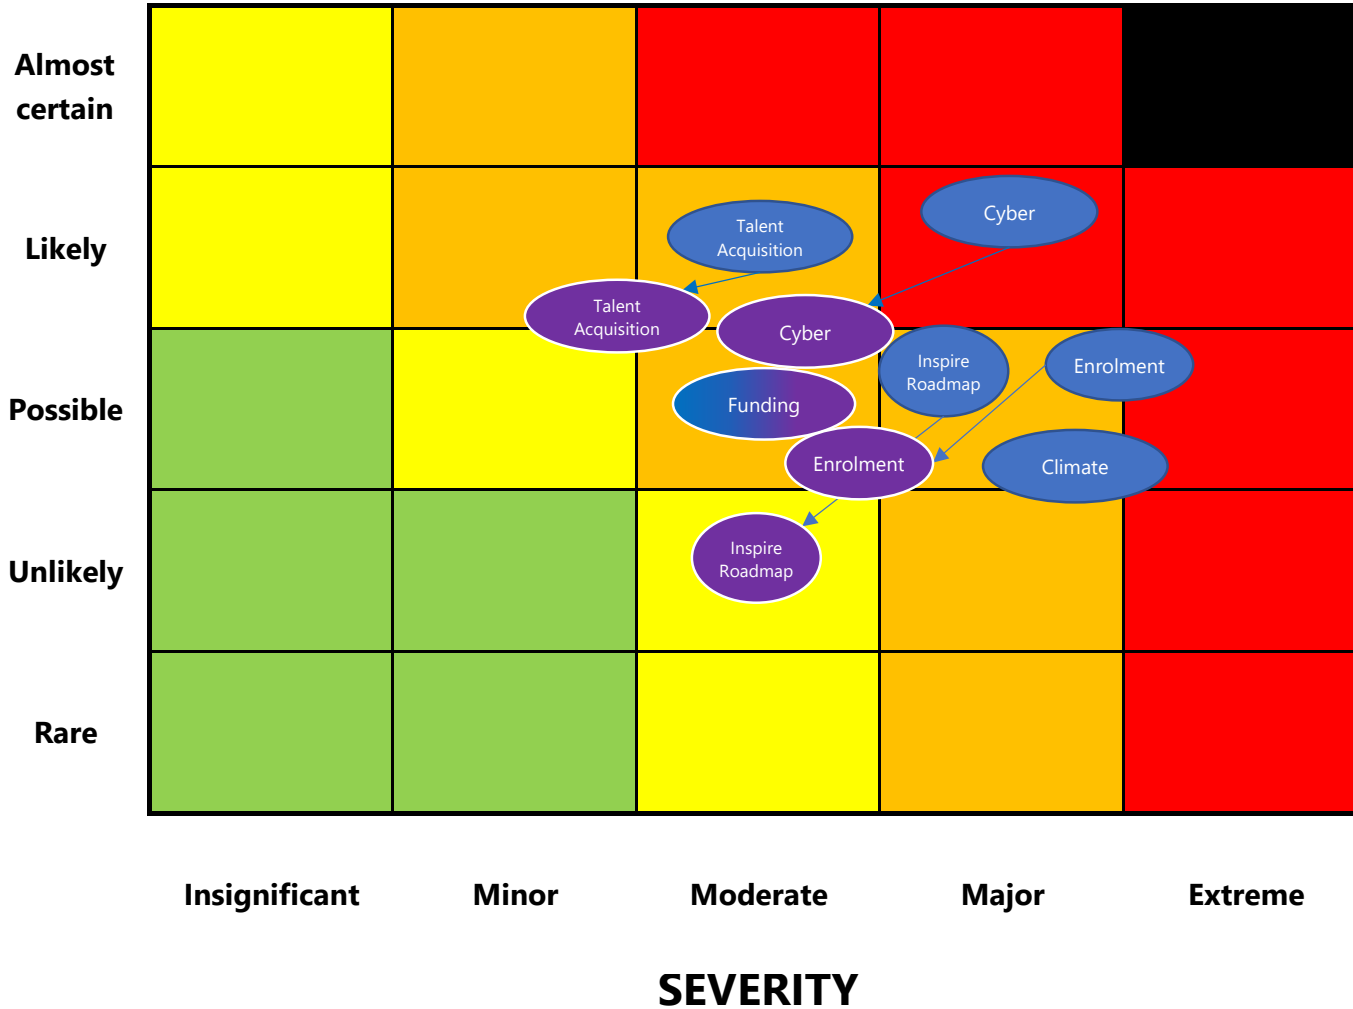 Almost
certain
Likely
Talent
Acquisition
Cyber
Talent
Acquisition
Cyber
Possible
Inspire
Roadmap
Enrolment
Funding
Enrolment
Climate
Unlikely
Inspire
Roadmap
Rare
Insignificant
Minor
Moderate
Major
Extreme
SEVERITY